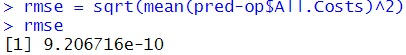 > rmse = sqrt(mean(pred-op$All.Costs)^2)
> rmse
[1] 9.206716e-10